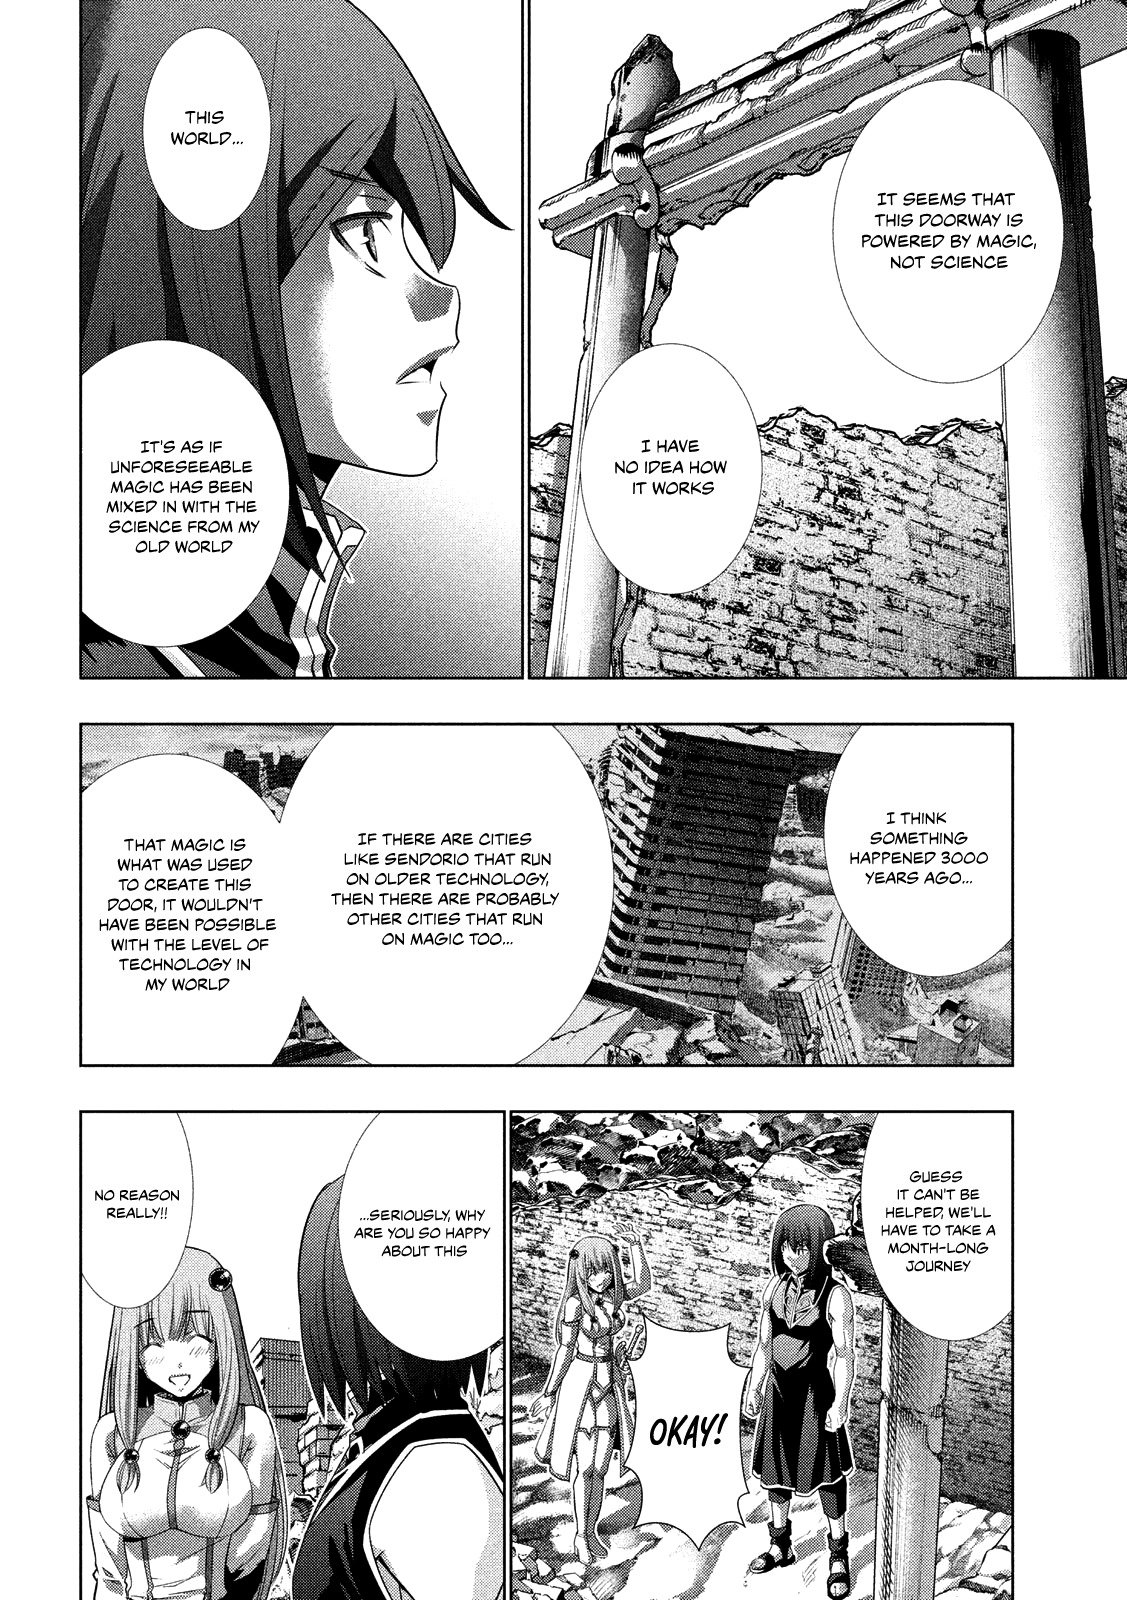 IT SEEMS THAT
THIS DOORWAY IS
POWERED BY MAGIC,
NOT SCIENCE
I HAVE
NO IDEA HOW
IT WORKS
THIS
WORLD...
IT'S AS IF
UNFORESEEABLE
MAGIC HAS BEEN
MIXED IN WITH THE
SCIENCE FROM MY
OLD WORLD
I THINK
SOMETHING
HAPPENED 3000
YEARS AGO...
IF THERE ARE CITIES
LIKE SENDORIO THAT RUN
ON OLDER TECHNOLOGY,
THEN THERE ARE PROBABLY
OTHER CITIES THAT RUN
ON MAGIC TOO...
THAT MAGIC IS
WHAT WAS USED
TO CREATE THIS
DOOR, IT WOULDN'T
HAVE BEEN POSSIBLE
WITH THE LEVEL OF
TECHNOLOGY IN
MY WORLD
GUESS
IT CAN'T BE
HELPED, WE'LL
HAVE TO TAKE A
MONTH-LONG
JOURNEY
OKAY!
...SERIOUSLY, WHY
ARE YOU SO HAPPY
ABOUT THIS
NO REASON
REALLY!!